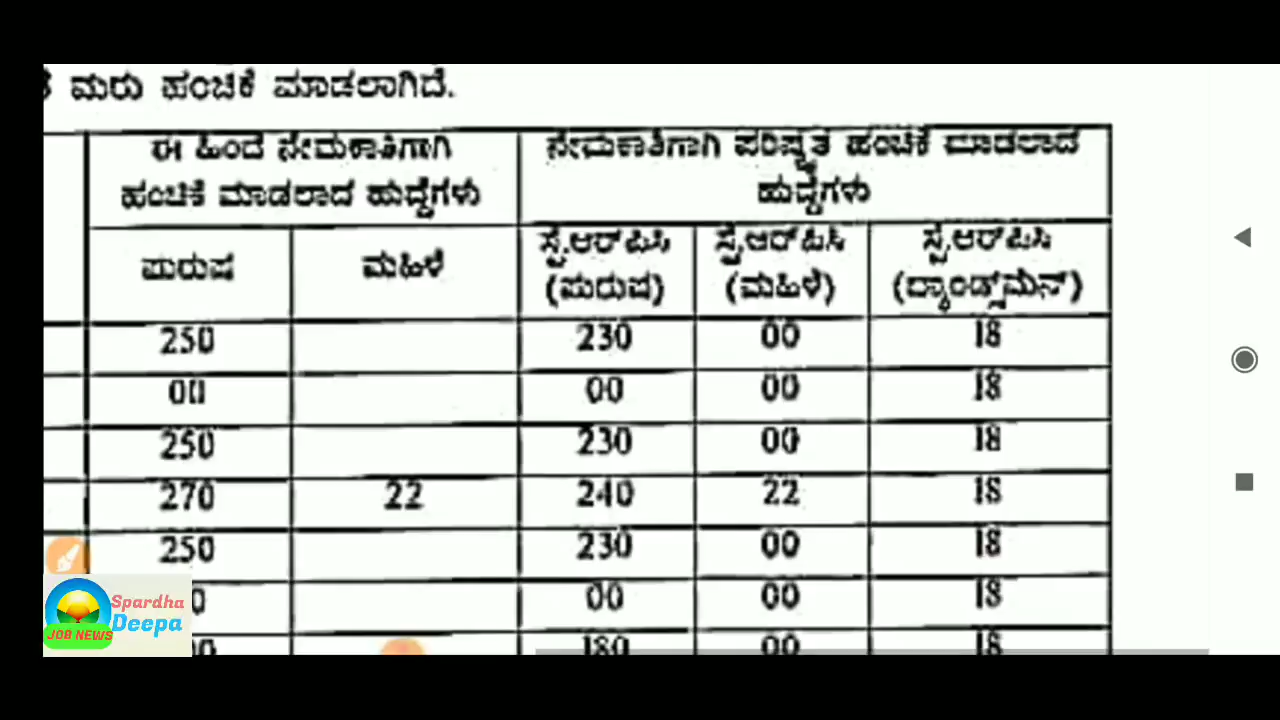 ಮರು ಹಂಚಿಕೆ ಮಾಡಲಾಗಿದೆ.
ಈ ಹಿಂದೆ ನೇಮಕಾತಿಗಾಗಿ
ಹಂಚಿಕೆ ಮಾಡಲಾದ ಹುದ್ದೆಗಳು
ನೇಮಕಾತಿಗಾಗಿ ಪರಿಷ್ಕೃತ ಹಂಚಿಕೆ ಮಾಡಲಾದ
ಹುದ್ದೆಗಳು
ಪುರುಷ
ಮಹಿಳೆ
ಸ್ಪೆ.ಆರ್‌ಪಿಸಿ
(ಪುರುಷ)
ಸ್ಪೆ.ಆರ್‌ಪಿಸಿ
(ಮಹಿಳೆ)
ಸ್ಪೆ.ಆರ್‌ಪಿಸಿ
(ಬ್ಯಾಂಡ್ಸ್‌ಮೆನ್)
250 230 00 18
00 00 00 18
250 230 00 18
270 22 240 22 18
250 230 00 18
00 00 18
180 00 18
Spardha
Deepa
JOB NEWS